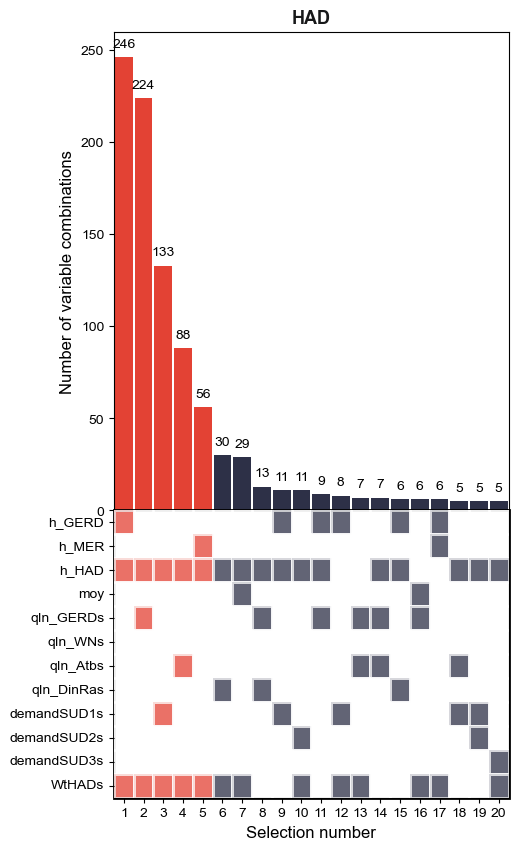 HAD
Number of variable combinations
250
200
150
100
50
0
246
224
133
88
56
30
29
13
11
11
9
8
7
7
6
6
6
5
5
5
h_GERD
h_MER
h_HAD
moy
qln_GERDs
qln_WNs
qln_Atbs
qln_DinRas
demandSUD1s
demandSUD2s
demandSUD3s
WtHADs
1 2 3 4 5 6 7 8 9 10 11 12 13 14 15 16 17 18 19 20
Selection number